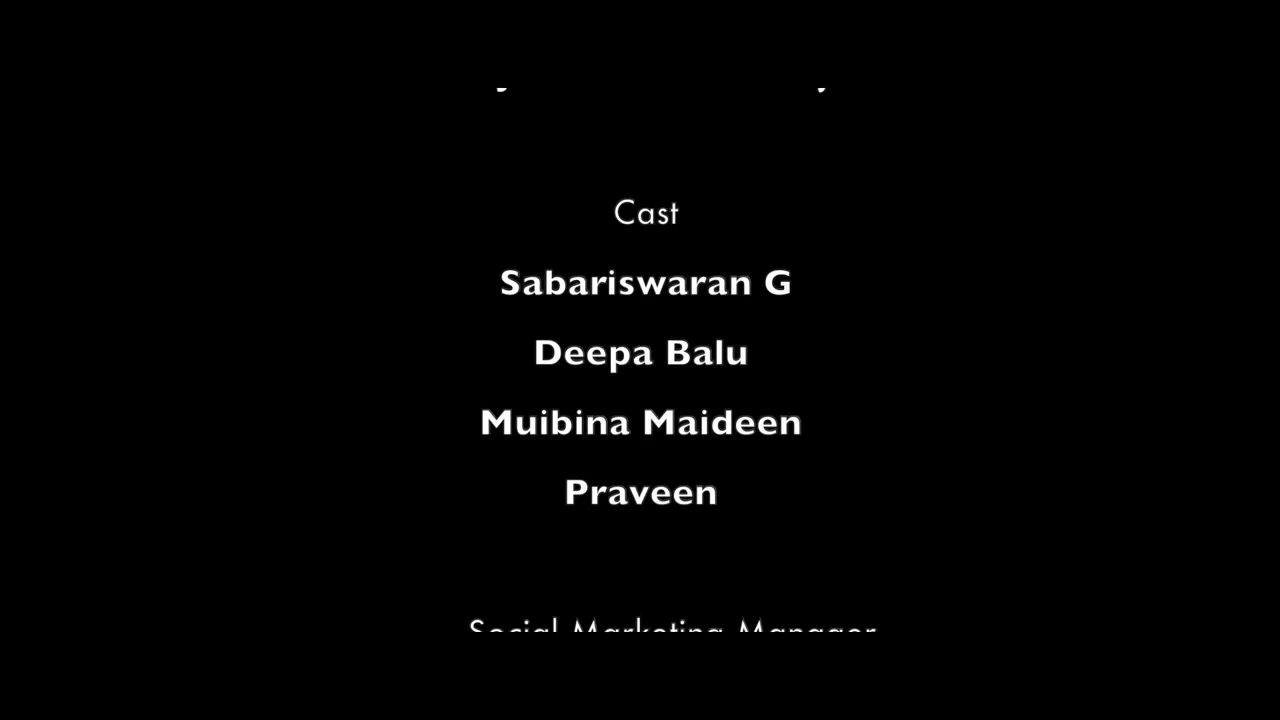 Cast
Sabariswaran G
Deepa Balu
Muibina Maideen
Praveen
Social Marketing Manager